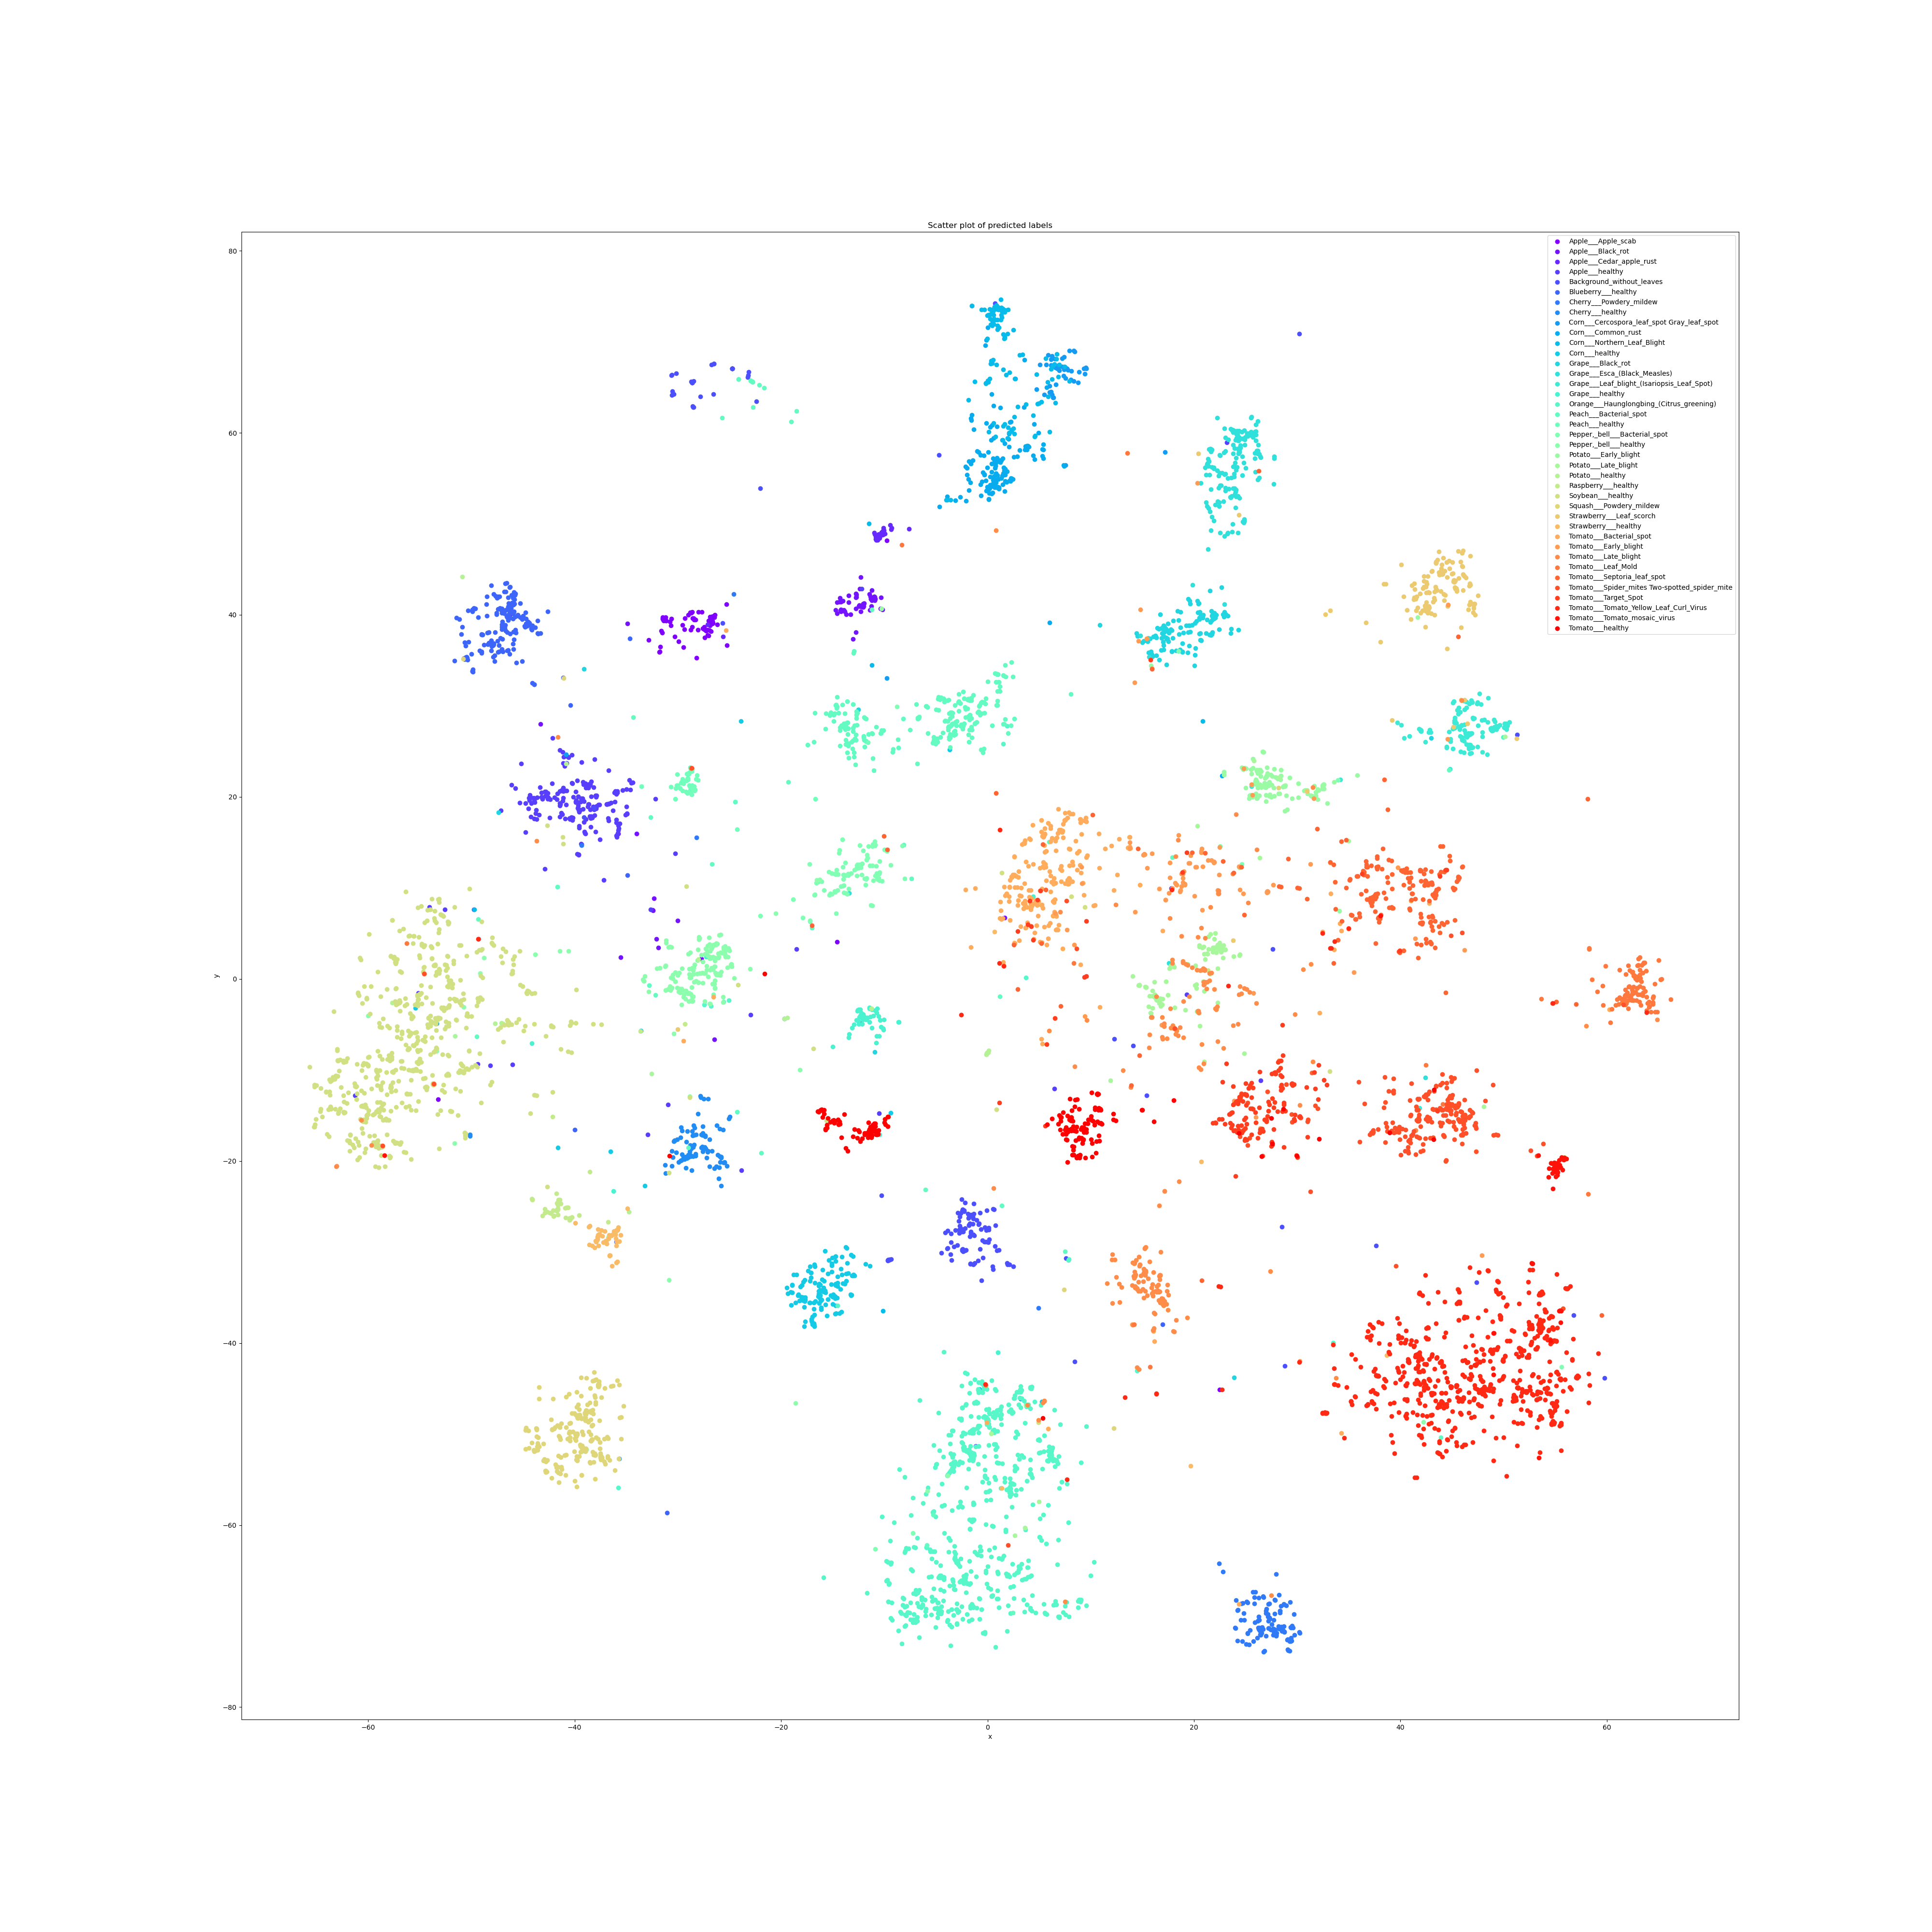 Scatter plot of predicted labels
80
60
40
20
0
−20
−40
−60
−80
y
−60
−40
−20
0
20
40
60
x
Apple___Apple_scab
Apple___Black_rot
Apple___Cedar_apple_rust
Apple___healthy
Background_without_leaves
Blueberry___healthy
Cherry___Powdery_mildew
Cherry___healthy
Corn___Cercospora_leaf_spot Gray_leaf_spot
Corn___Common_rust
Corn___Northern_Leaf_Blight
Corn___healthy
Grape___Black_rot
Grape___Esca_(Black_Measles)
Grape___Leaf_blight_(Isariopsis_Leaf_Spot)
Grape___healthy
Orange___Haunglongbing_(Citrus_greening)
Peach___Bacterial_spot
Peach___healthy
Pepper,_bell___Bacterial_spot
Pepper,_bell___healthy
Potato___Early_blight
Potato___Late_blight
Potato___healthy
Raspberry___healthy
Soybean___healthy
Squash___Powdery_mildew
Strawberry___Leaf_scorch
Strawberry___healthy
Tomato___Bacterial_spot
Tomato___Early_blight
Tomato___Late_blight
Tomato___Leaf_Mold
Tomato___Septoria_leaf_spot
Tomato___Spider_mites Two-spotted_spider_mite
Tomato___Target_Spot
Tomato___Tomato_Yellow_Leaf_Curl_Virus
Tomato___Tomato_mosaic_virus
Tomato___healthy